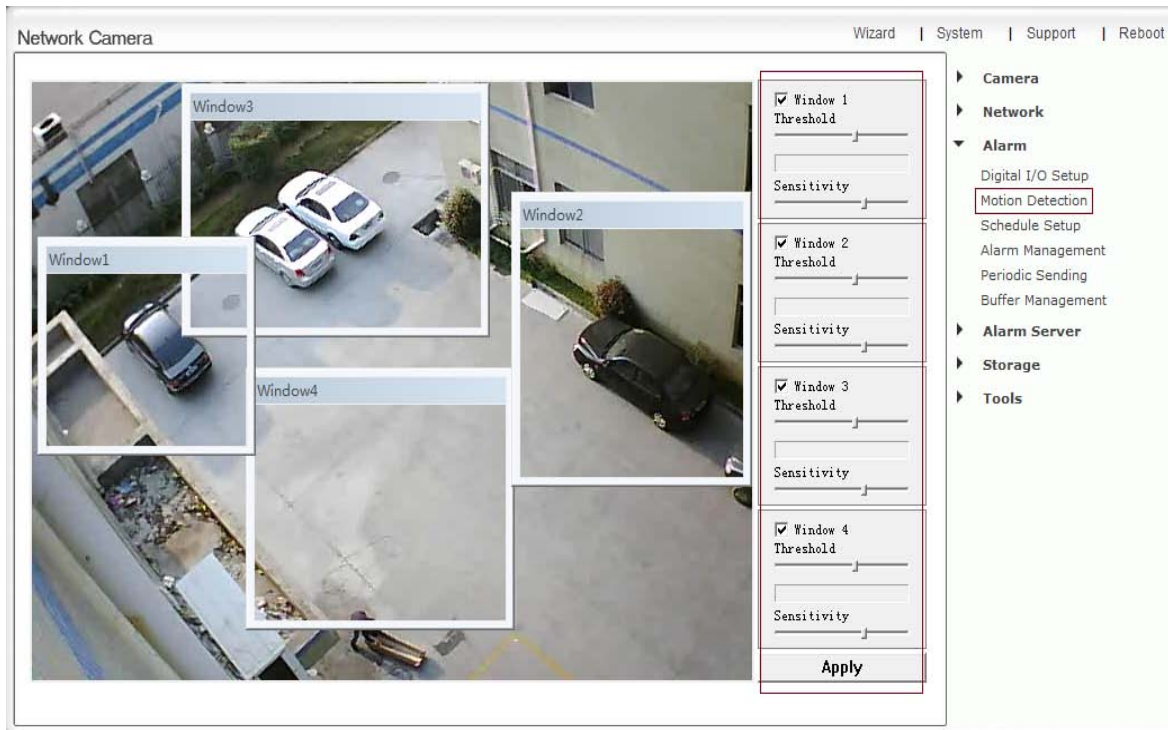 Network Camera
Wizard | System | Support | Reboot
Window3
Window2
Window1
Window4
Window 1
Threshold
Sensitivity
Window 2
Threshold
Sensitivity
Window 3
Threshold
Sensitivity
Window 4
Threshold
Sensitivity
Apply
Camera
Network
Alarm
Digital I/O Setup
Motion Detection
Schedule Setup
Alarm Management
Periodic Sending
Buffer Management
Alarm Server
Storage
Tools